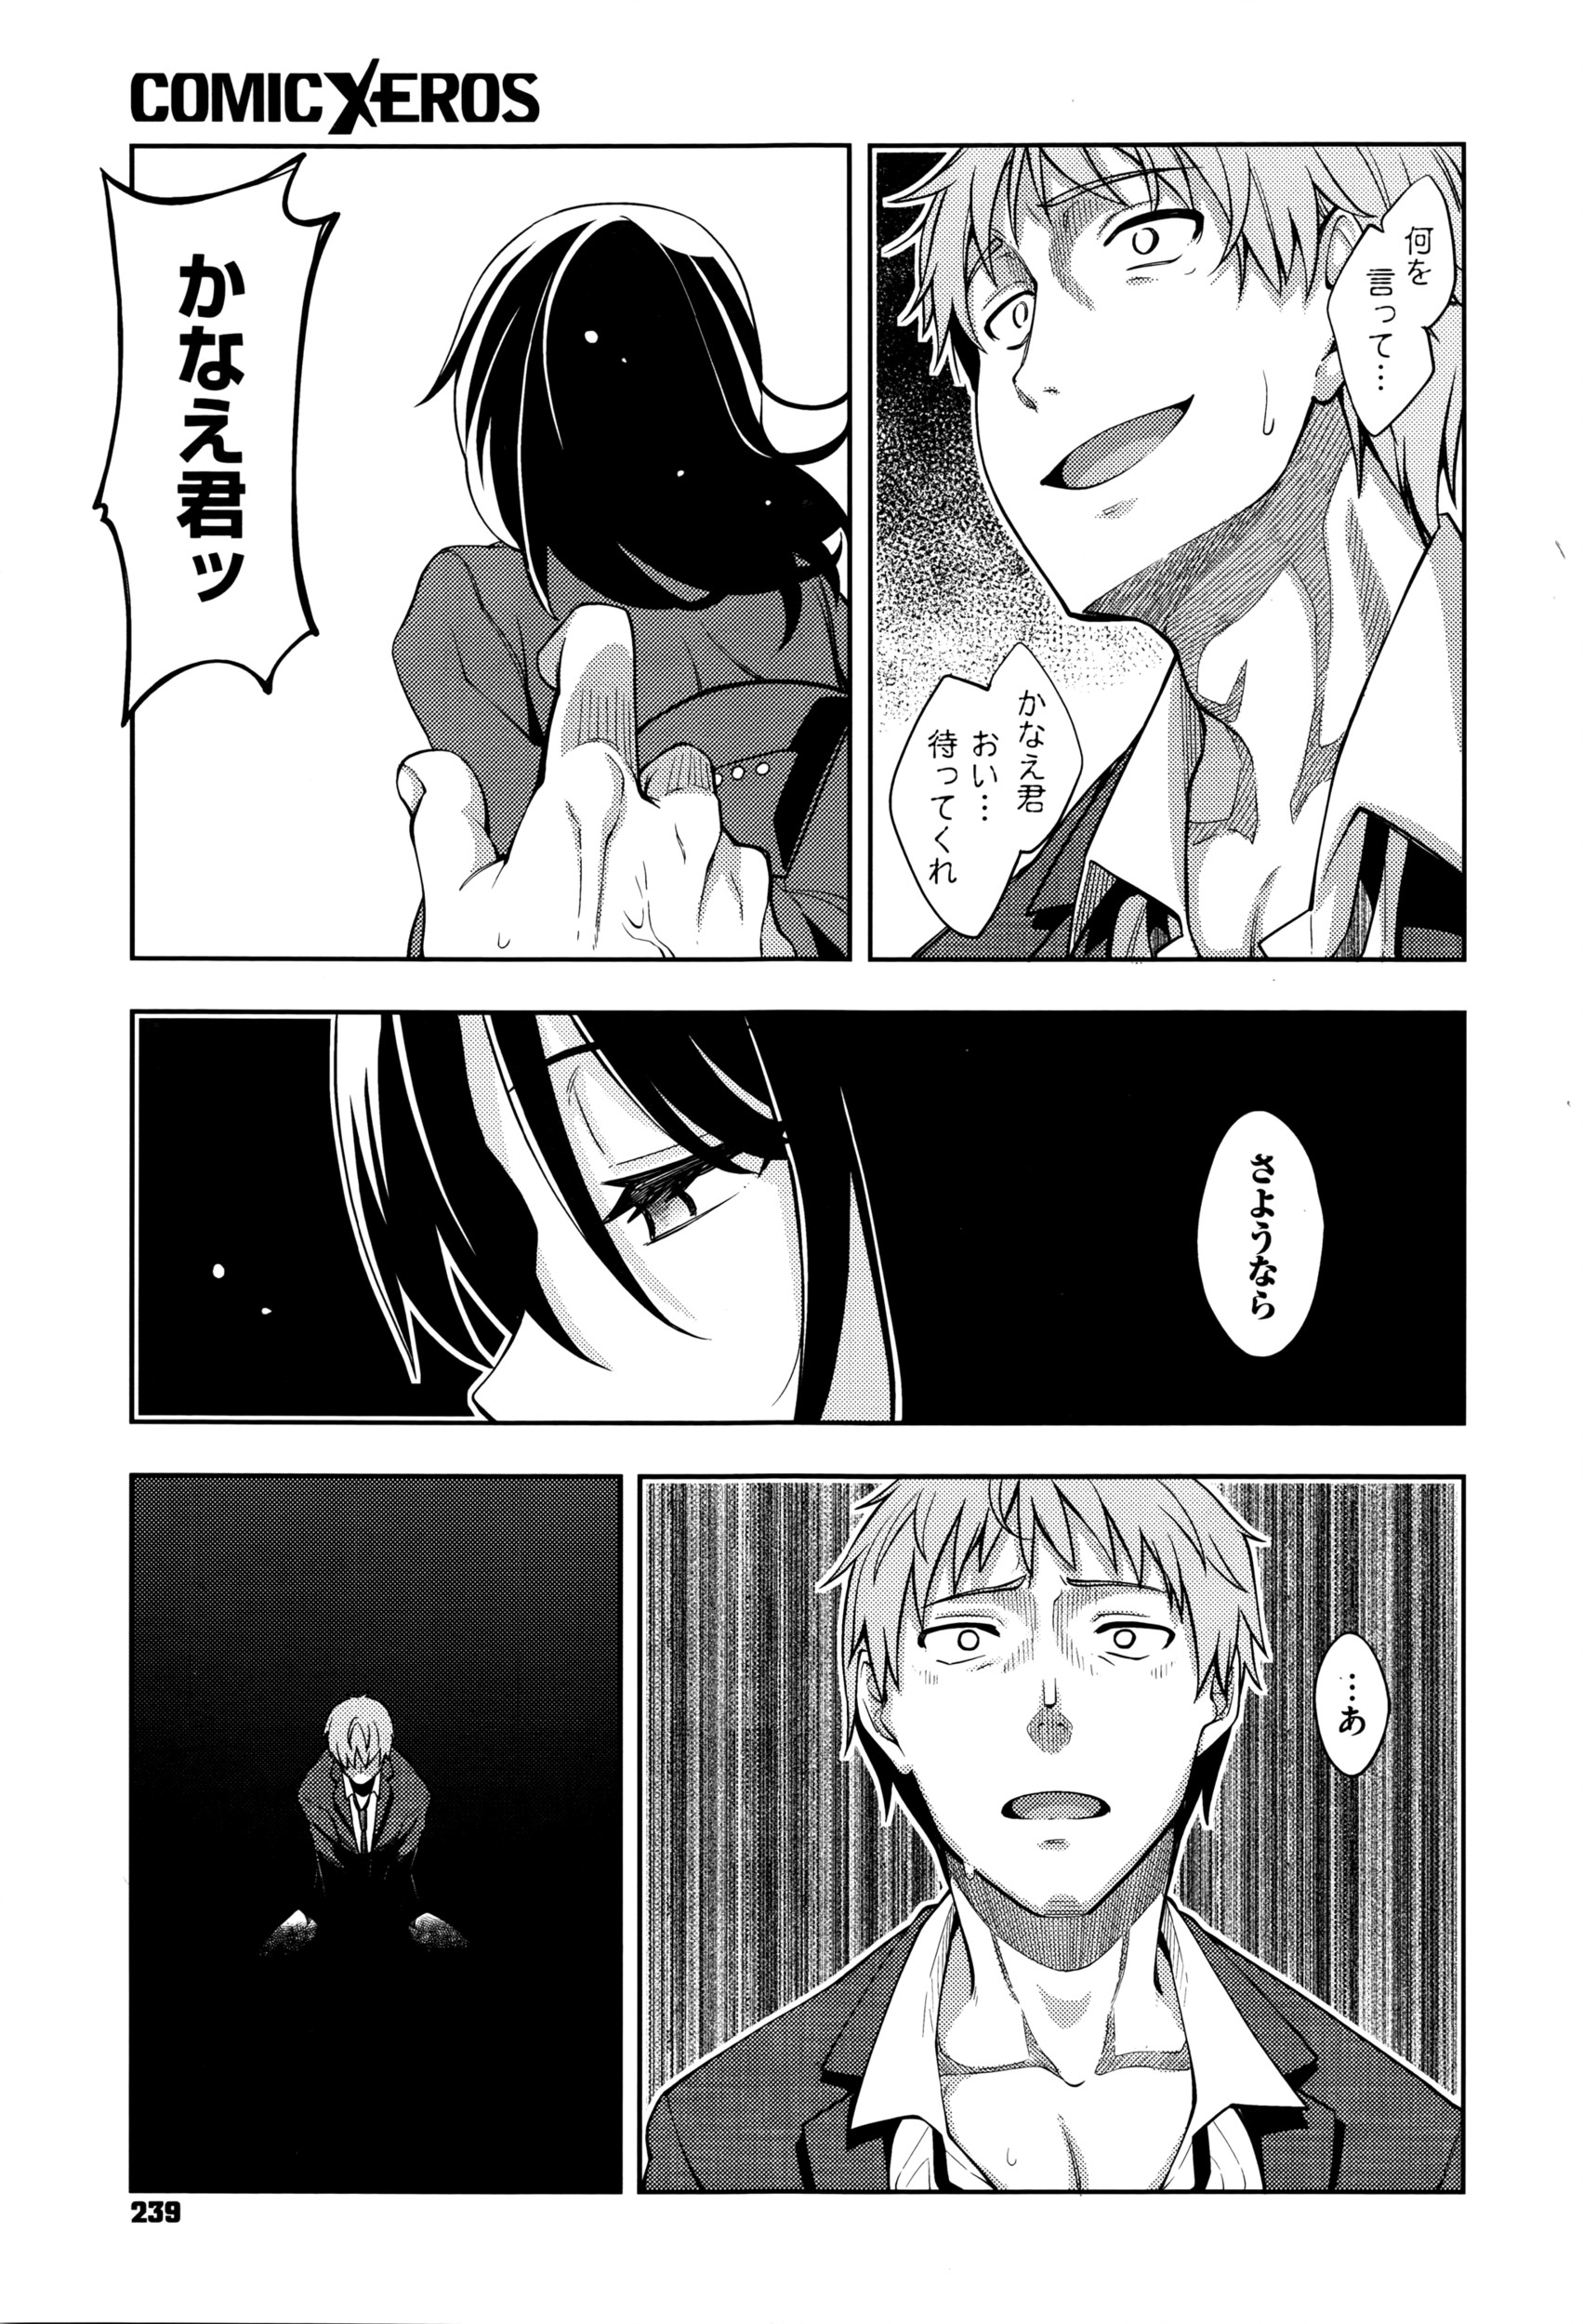 COMIC X-EROS
何を
言って…
かなえ君
おい…
待ってくれ
かなえ君ッ
さようなら
…あ
239